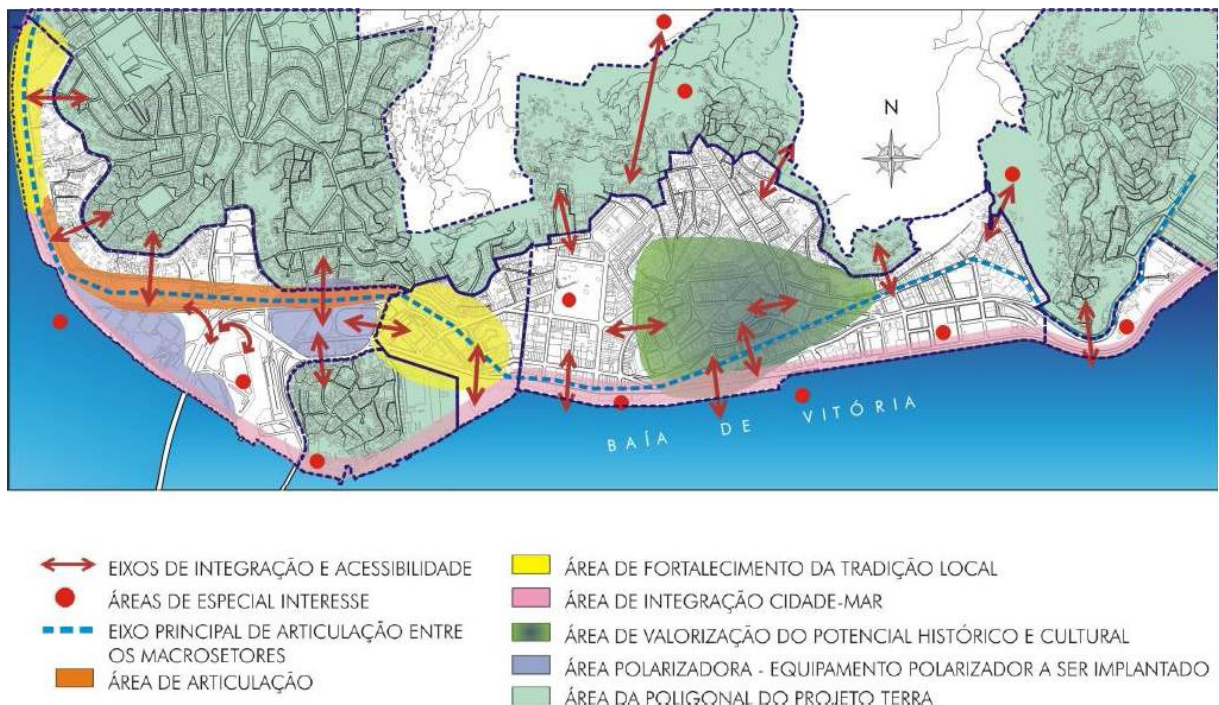 N
BAÍA DE VITÓRIA
EIXOS DE INTEGRAÇÃO E ACESSIBILIDADE
ÁREAS DE ESPECIAL INTERESSE
EIXO PRINCIPAL DE ARTICULAÇÃO ENTRE
OS MACROSETORES
ÁREA DE ARTICULAÇÃO
ÁREA DE FORTALECIMENTO DA TRADIÇÃO LOCAL
ÁREA DE INTEGRAÇÃO CIDADE-MAR
ÁREA DE VALORIZAÇÃO DO POTENCIAL HISTÓRICO E CULTURAL
ÁREA POLARIZADORA - EQUIPAMENTO POLARIZADOR A SER IMPLANTADO
ÁREA DA POLIGONAL DO PROJETO TERRA